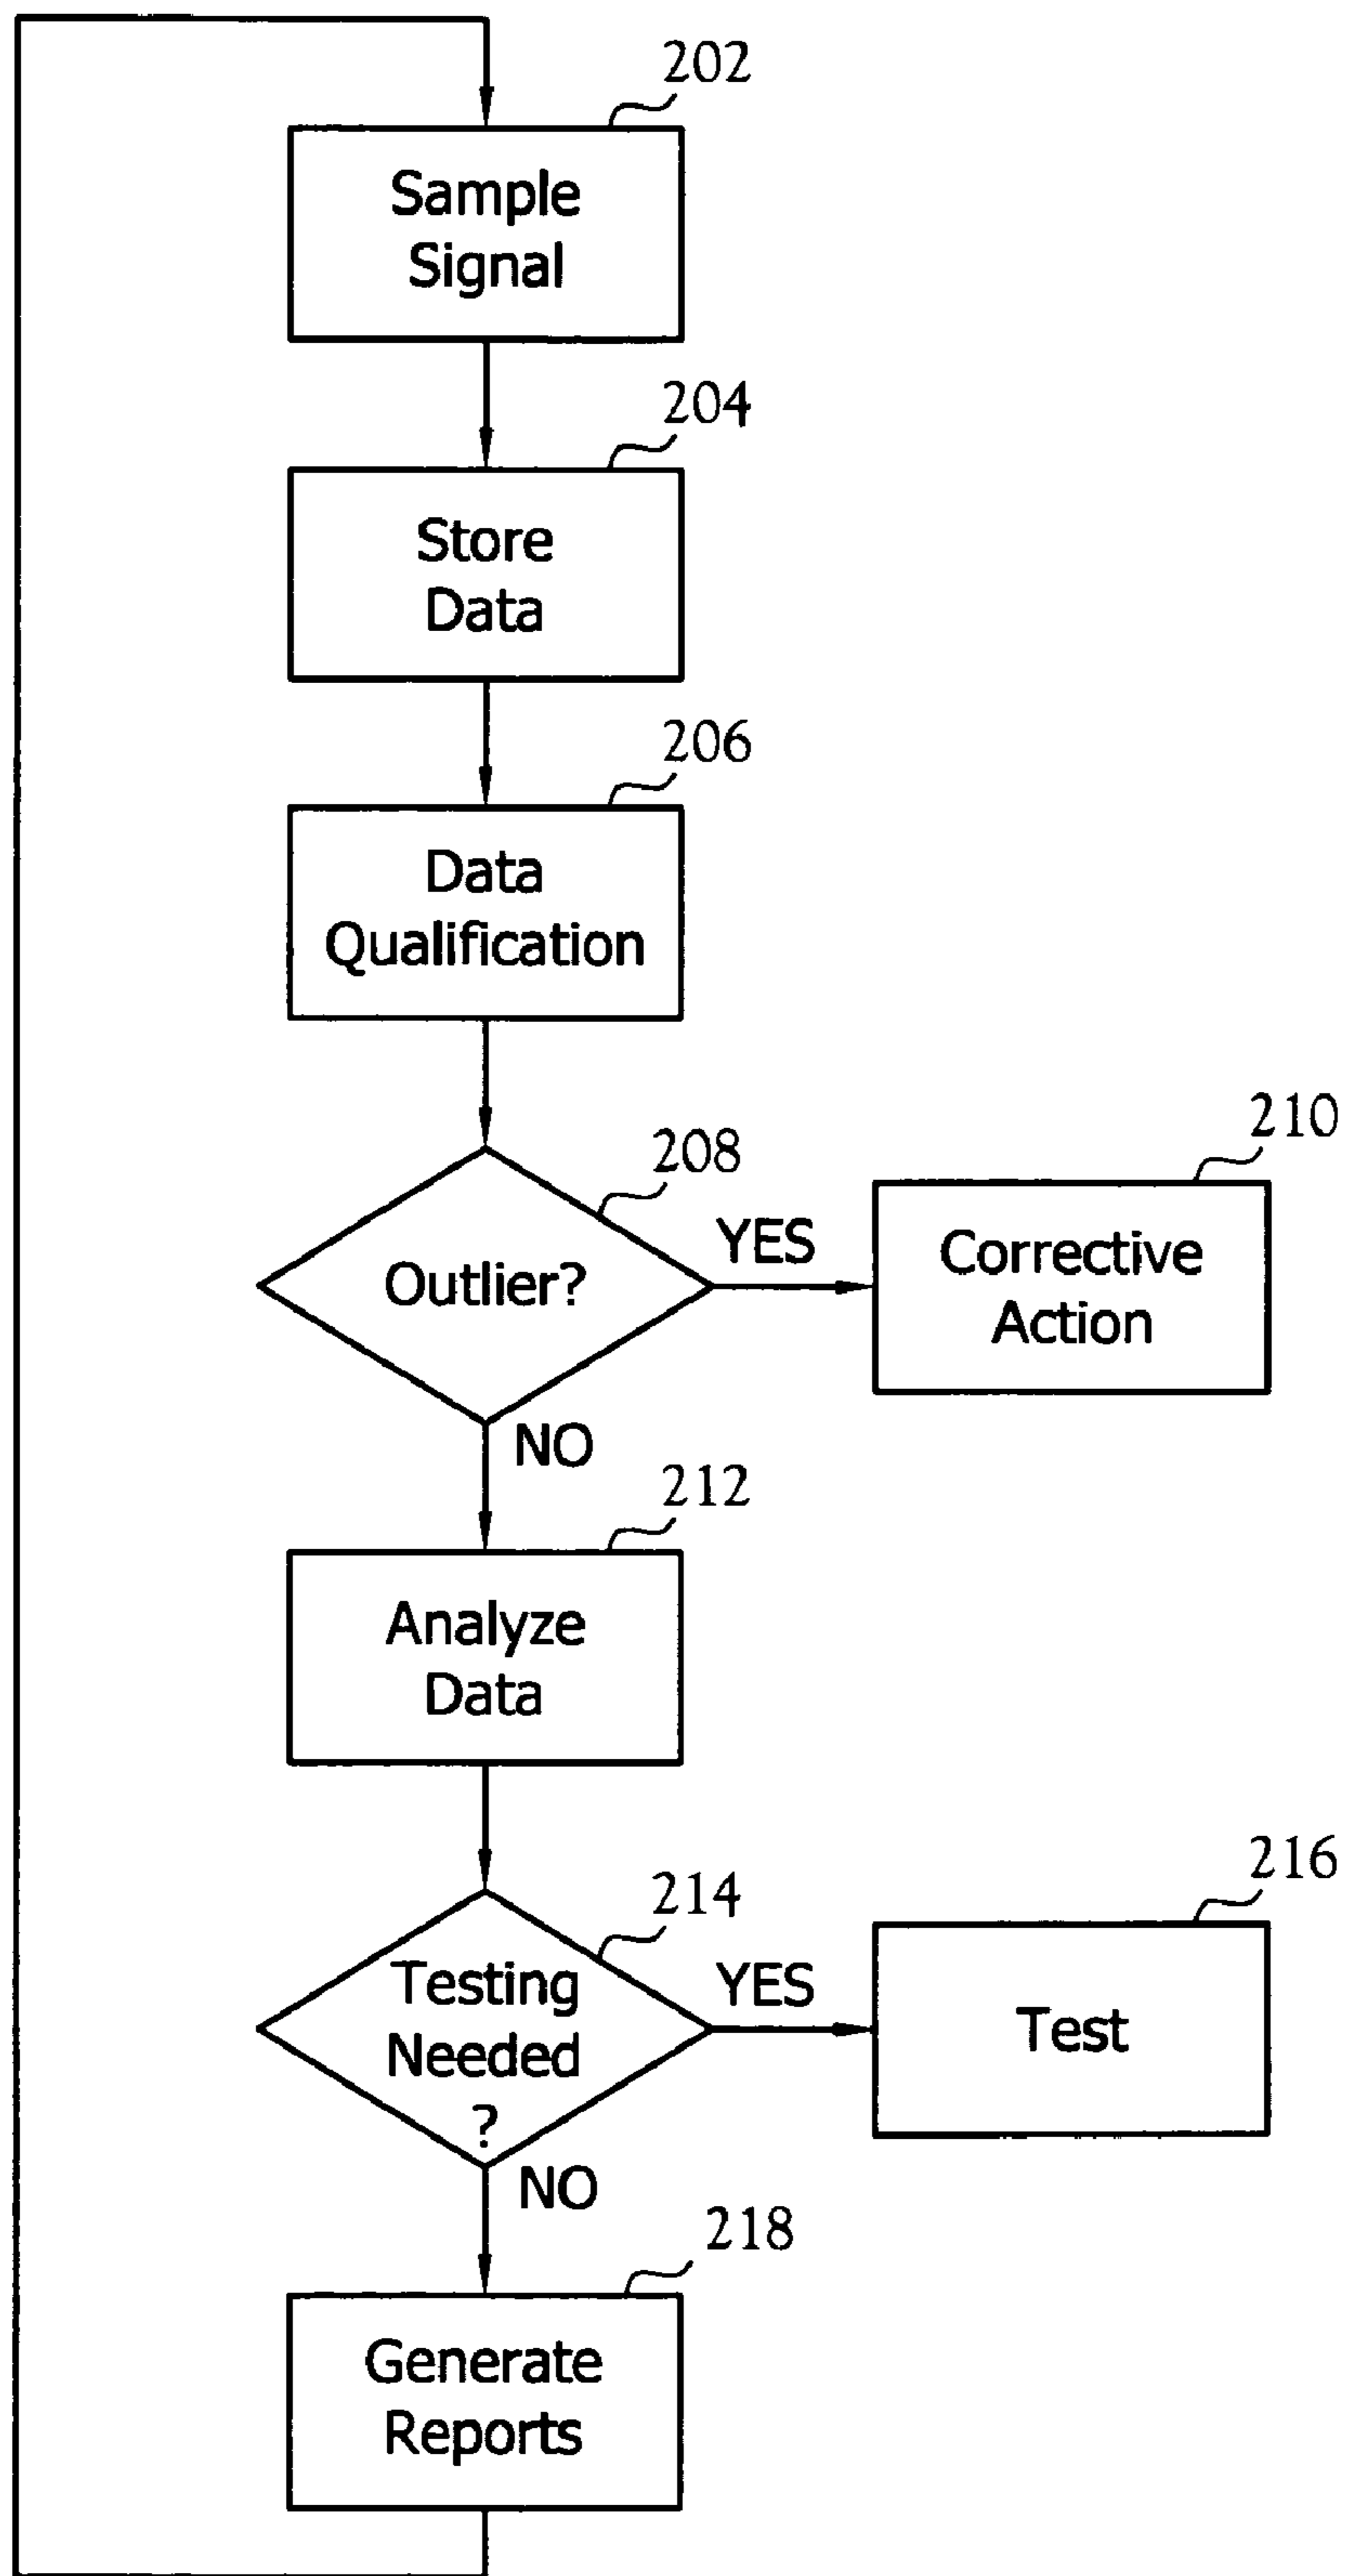 202
Sample
Signal
204
Store
Data
206
Data
Qualification
208
Outlier?
YES
210
Corrective
Action
NO
212
Analyze
Data
214
Testing
Needed
?
YES
216
Test
NO
218
Generate
Reports